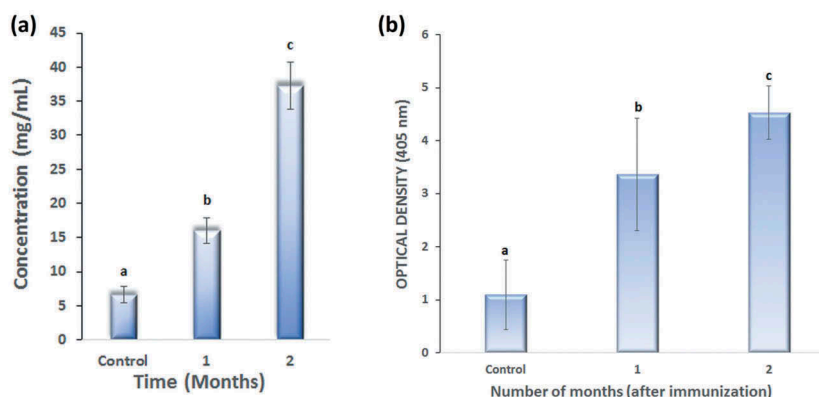 (a)
Concentration (mg/mL)
45
40
35
30
25
20
15
10
5
0
a
b
c
Control
1
2
Time (Months)
(b)
OPTICAL DENSITY (405 nm)
6
5
4
3
2
1
0
a
b
c
Control
1
2
Number of months (after immunization)